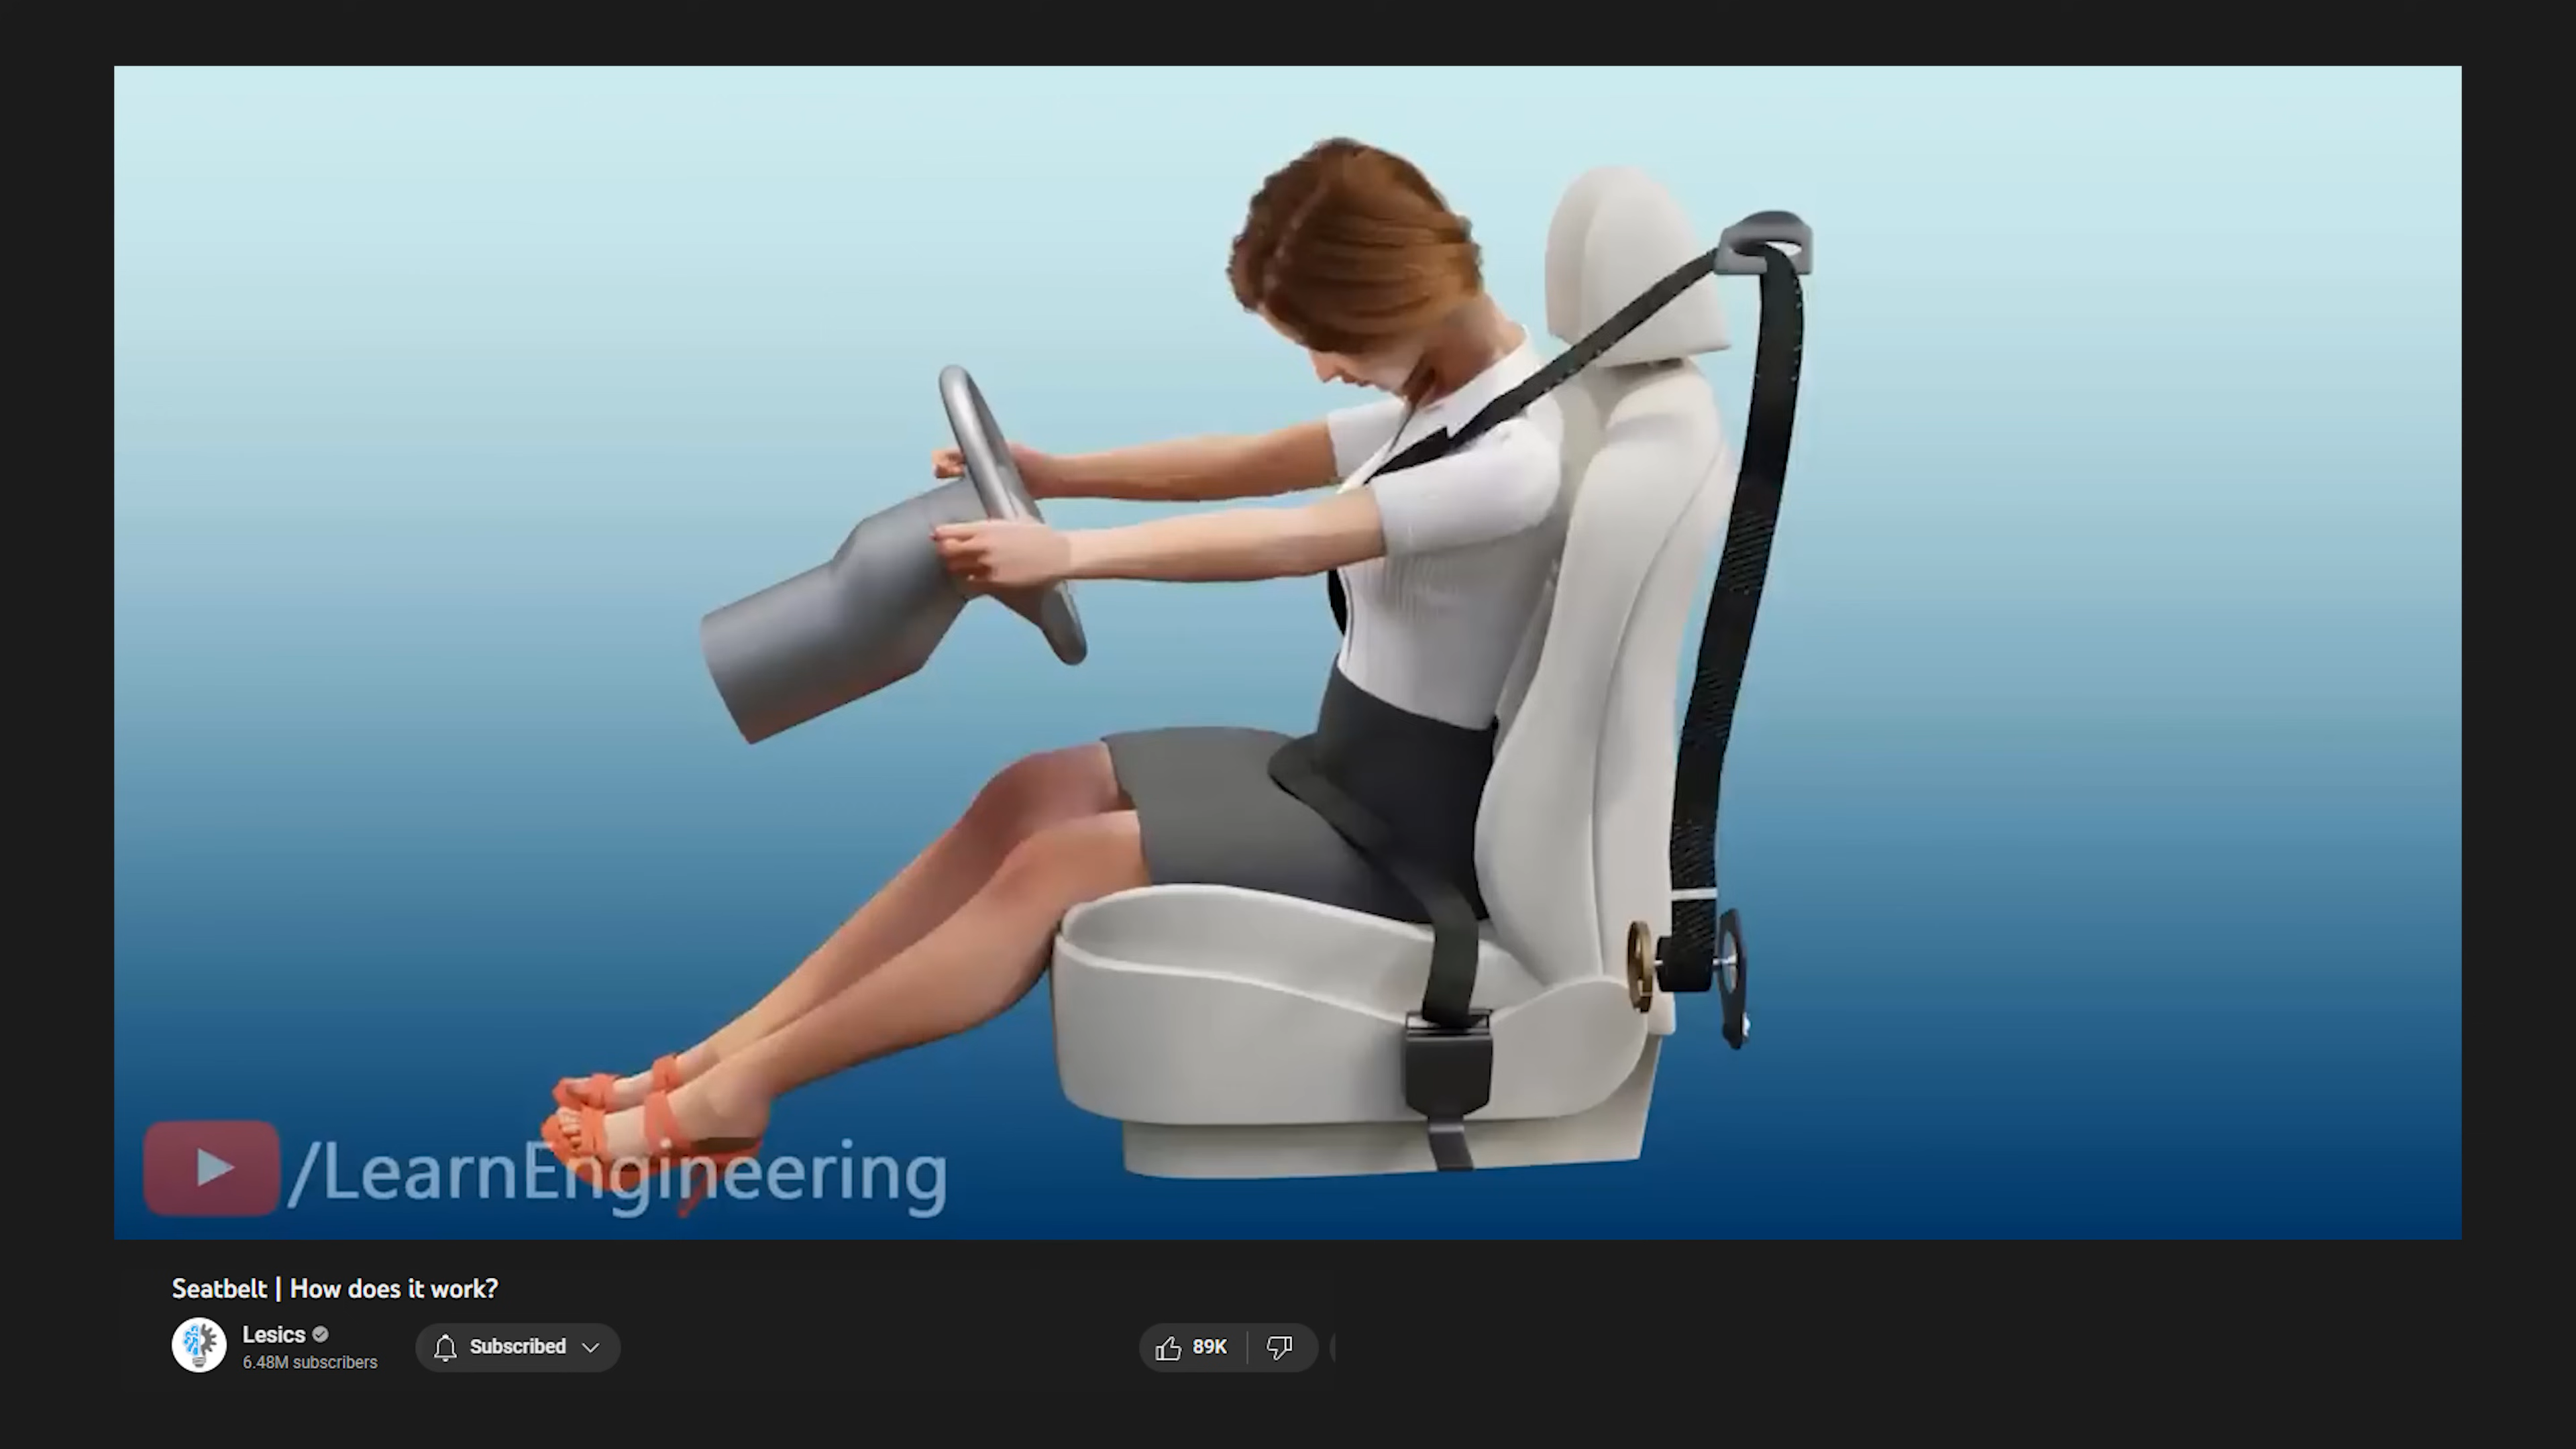 /LearnEngineering
Seatbelt | How does it work?
Lesics
6.48M subscribers
Subscribed
89K